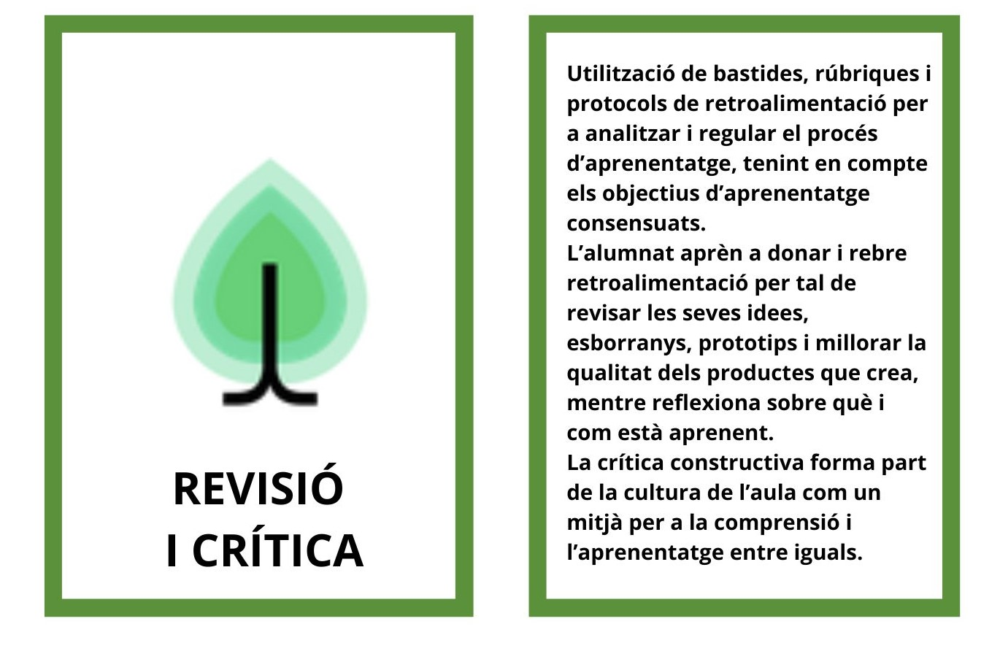 REVISIÓ
I CRÍTICA
Utilització de bastides, rúbriques i
protocols de retroalimentació per
a analitzar i regular el procés
d’aprenentatge, tenint en compte
els objectius d’aprenentatge
consensuats.
L’alumnat aprèn a donar i rebre
retroalimentació per tal de
revisar les seves idees,
esborranys, prototips i millorar la
qualitat dels productes que crea,
mentre reflexiona sobre què i
com està aprenent.
La crítica constructiva forma part
de la cultura de l’aula com un
mitjà per a la comprensió i
l’aprenentatge entre iguals.